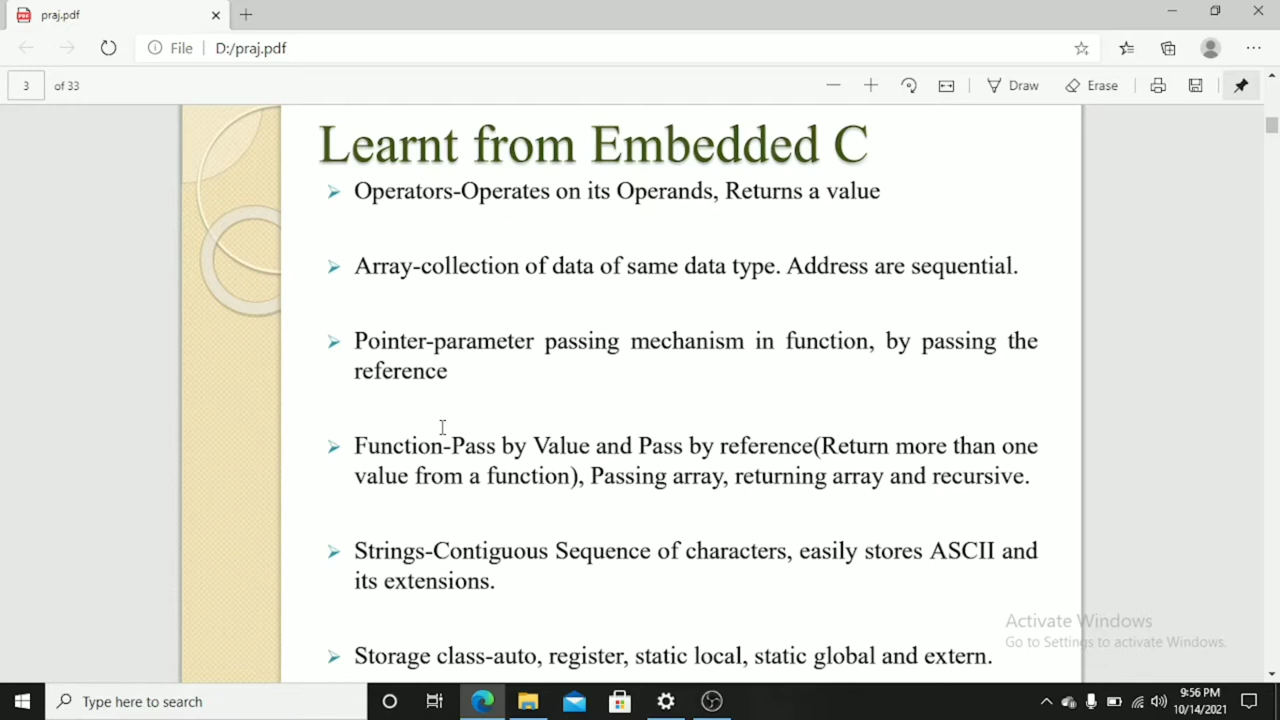 praj.pdf
File
D:/praj.pdf
3
of 33
Draw
Erase
Learnt from Embedded C
Operators-Operates on its Operands, Returns a value
Array-collection of data of same data type. Address are sequential.
Pointer-parameter passing mechanism in function, by passing the
reference
Function-Pass by Value and Pass by reference(Return more than one
value from a function), Passing array, returning array and recursive.
Strings-Contiguous Sequence of characters, easily stores ASCII and
its extensions.
Storage class-auto, register, static local, static global and extern.
Activate Windows
Go to Settings to activate Windows.
Type here to search
9:56 PM
10/14/2021